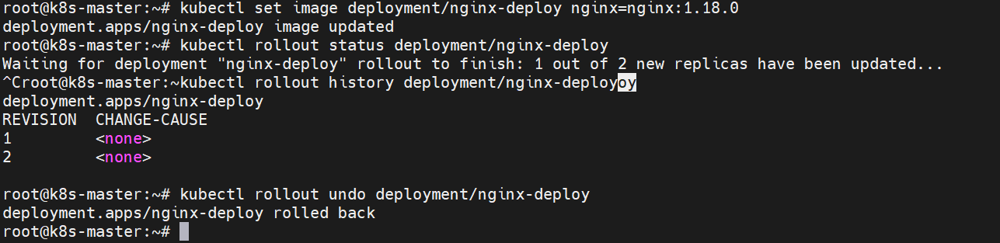 root@k8s-master:~# kubectl set image deployment/nginx-deploy nginx=nginx:1.18.0
deployment.apps/nginx-deploy image updated
root@k8s-master:~# kubectl rollout status deployment/nginx-deploy
Waiting for deployment "nginx-deploy" rollout to finish: 1 out of 2 new replicas have been updated...
^Croot@k8s-master:~kubectl rollout history deployment/nginx-deployoy
deployment.apps/nginx-deploy
REVISION  CHANGE-CAUSE
1         <none>
2         <none>
root@k8s-master:~# kubectl rollout undo deployment/nginx-deploy
deployment.apps/nginx-deploy rolled back
root@k8s-master:~#